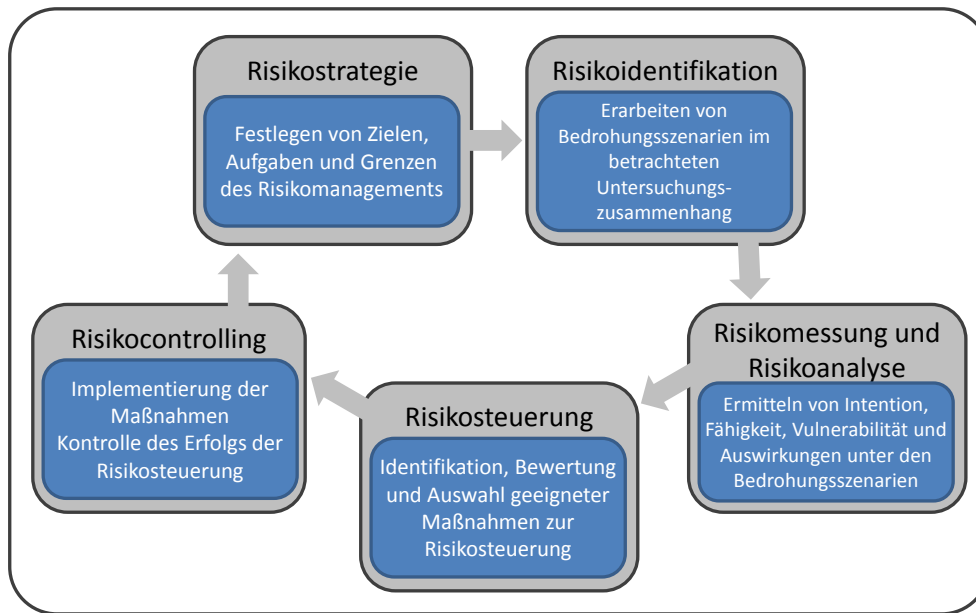 Risikostrategie
Festlegen von Zielen,
Aufgaben und Grenzen
des Risikomanagements
Risikoidentifikation
Erarbeiten von
Bedrohungsszenarien im
betrachteten
Untersuchungs-
zusammenhang
Risikomessung und
Risikoanalyse
Ermitteln von Intention,
Fähigkeit, Vulnerabilität und
Auswirkungen unter den
Bedrohungsszenarien
Risikosteuerung
Identifikation, Bewertung
und Auswahl geeigneter
Maßnahmen zur
Risikosteuerung
Risikocontrolling
Implementierung der
Maßnahmen
Kontrolle des Erfolgs der
Risikosteuerung